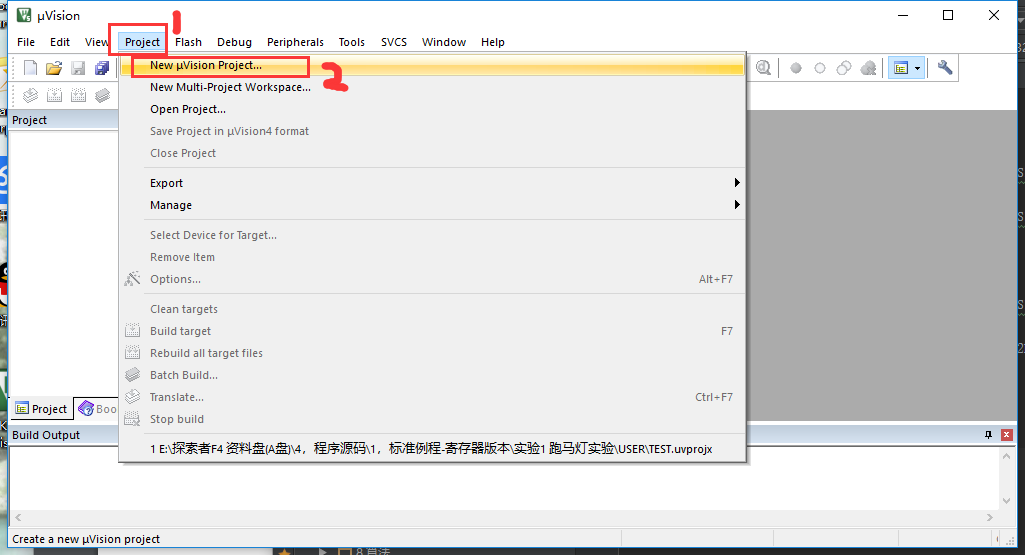 µVision
1
File Edit View Project Flash Debug Peripherals Tools SVCS Window Help
New µVision Project...
2
New Multi-Project Workspace...
Open Project...
Project
Save Project in µVision4 format
Close Project
Export
Manage
Select Device for Target...
Remove Item
Options... Alt+F7
Clean targets
Build target F7
Rebuild all target files
Batch Build...
Translate... Ctrl+F7
Project Boo
Stop build
Build Output
1 E:\探索者F4 资料盘(A盘)\4，程序源码\1，标准例程-寄存器版本\实验1 跑马灯实验\USER\TEST.uvprojx
Create a new µVision project
8 算法